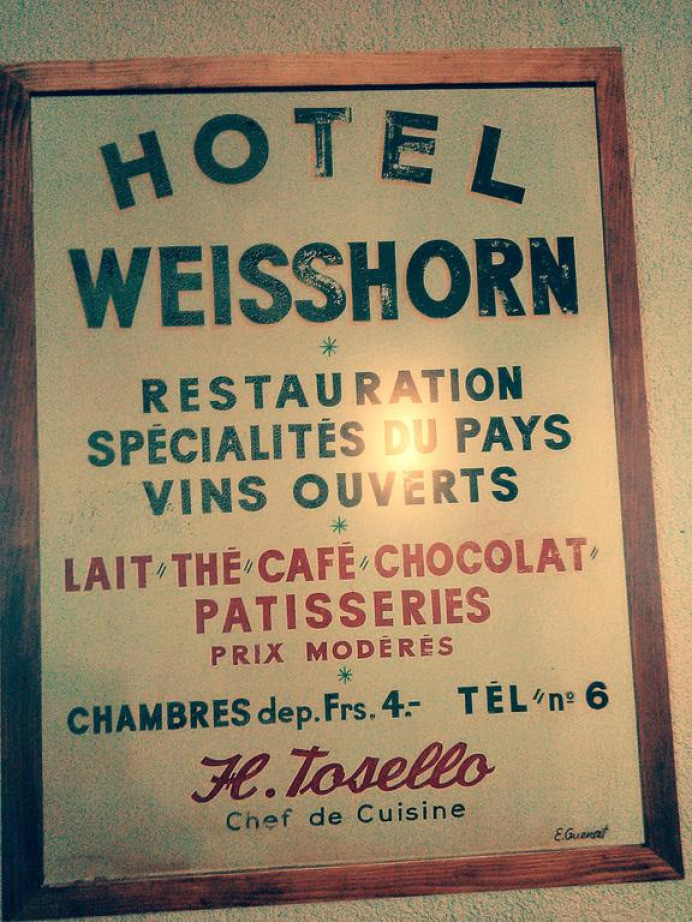 HOTEL
WEISSHORN
RESTAURATION
SPÉCIALITÉS DU PAYS
VINS OUVERTS
LAIT " THÉ " CAFÉ " CHOCOLAT "
PATISSERIES
PRIX MODÉRÉS
CHAMBRES dep. Frs. 4.- TÉL " nº 6
H. Tosello
Chef de Cuisine